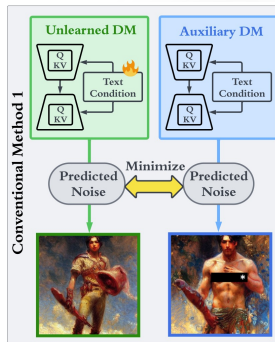 Conventional Method 1
Unlearned DM
Auxiliary DM
Q
KV
Text
Condition
Q
KV
Q
KV
Text
Condition
Q
KV
Predicted
Noise
Minimize
Predicted
Noise
*